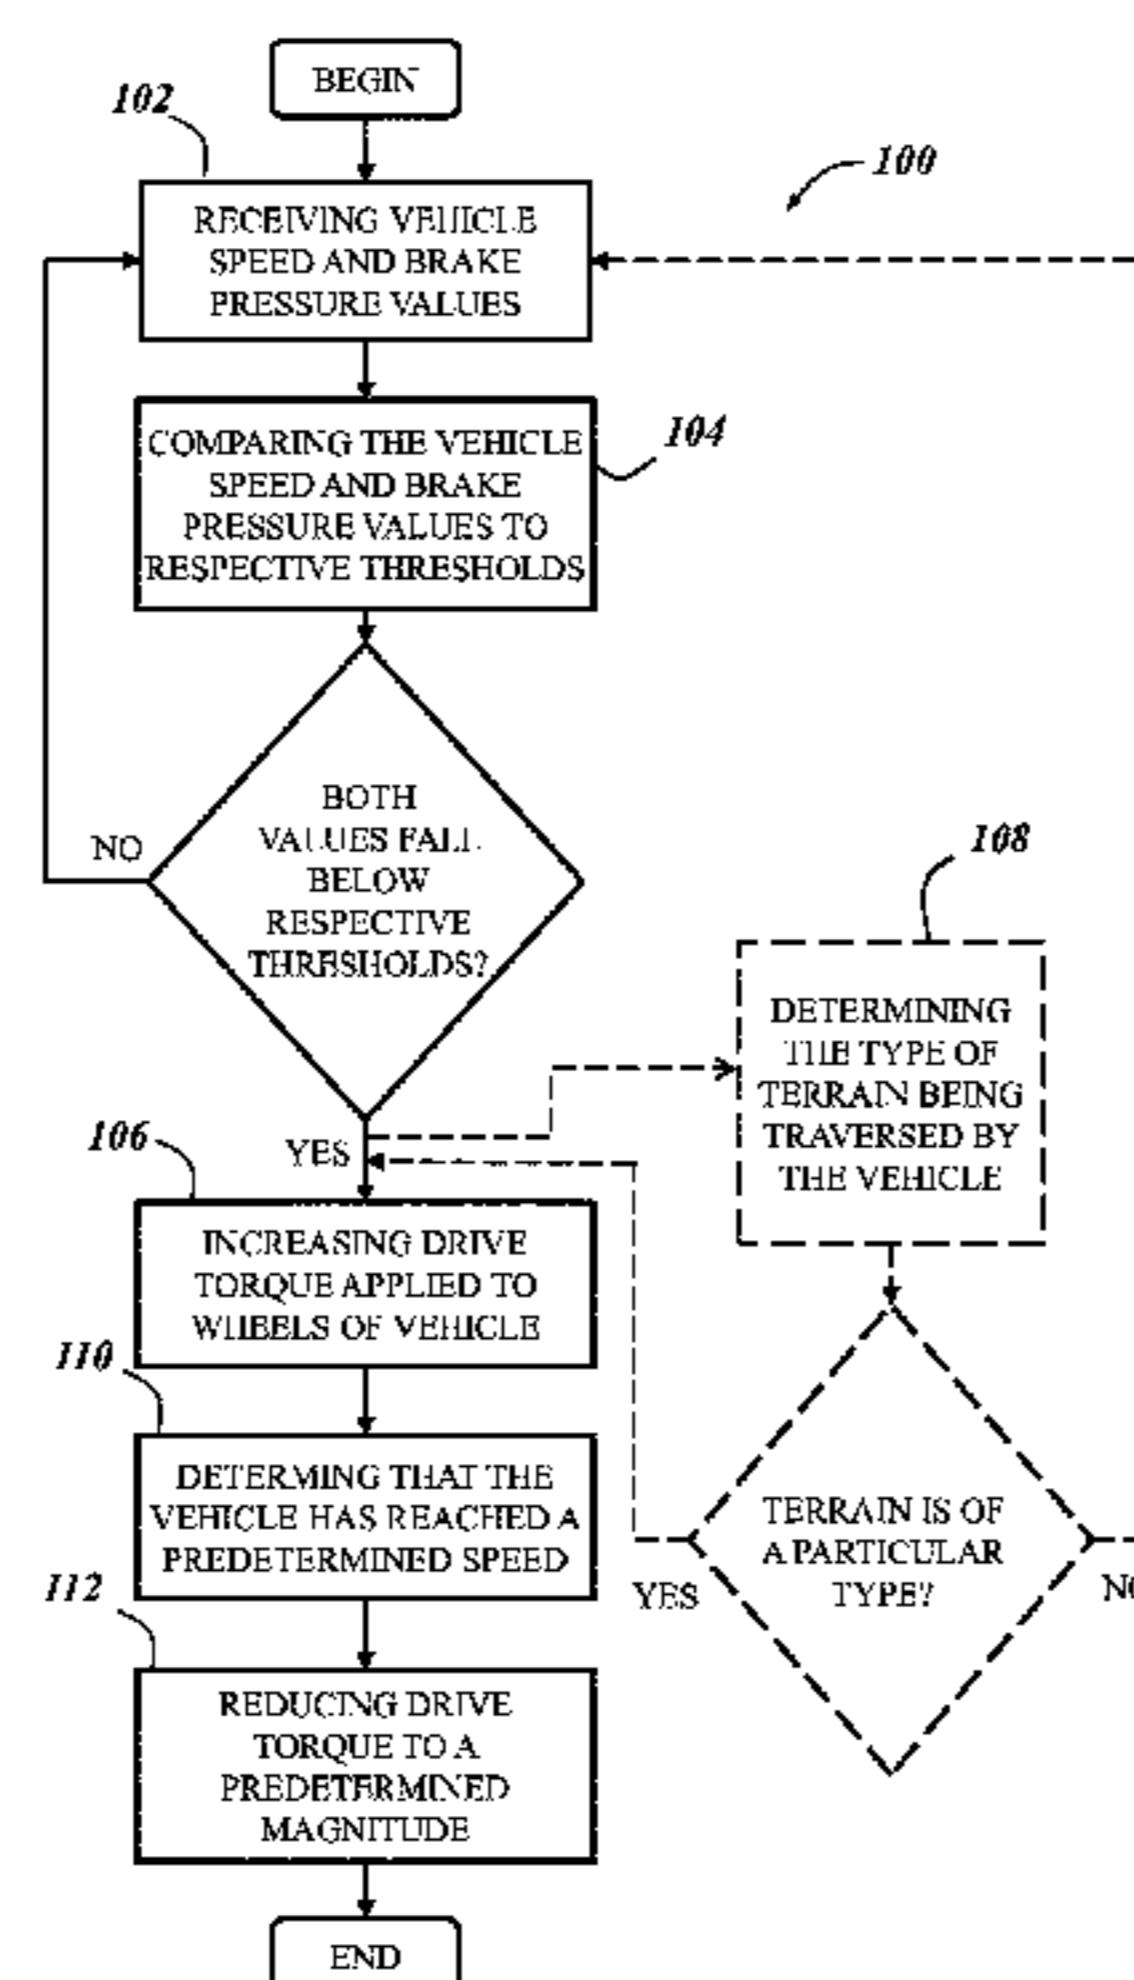 BEGIN
102
100
RECEIVING VEHICLE
SPEED AND BRAKE
PRESSURE VALUES
104
COMPARING THE VEHICLE
SPEED AND BRAKE
PRESSURE VALUES TO
RESPECTIVE THRESHOLDS
BOTH
VALUES FALL
BELOW
RESPECTIVE
THRESHOLDS?
NO
108
DETERMINING
THE TYPE OF
TERRAIN BEING
TRAVERSED BY
THE VEHICLE
106
YES
INCREASING DRIVE
TORQUE APPLIED TO
WHEELS OF VEHICLE
110
DETERMING THAT THE
VEHICLE HAS REACHED A
PREDETERMINED SPEED
TERRAIN IS OF
A PARTICULAR
TYPE?
YES
NO
112
REDUCING DRIVE
TORQUE TO A
PREDETERMINED
MAGNITUDE
END